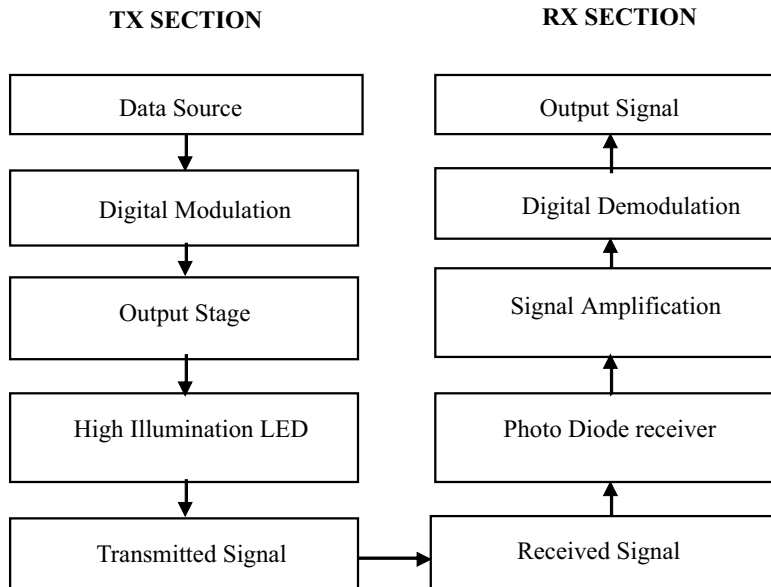 TX SECTION
RX SECTION
Data Source
Digital Modulation
Output Stage
High Illumination LED
Transmitted Signal
Output Signal
Digital Demodulation
Signal Amplification
Photo Diode receiver
Received Signal